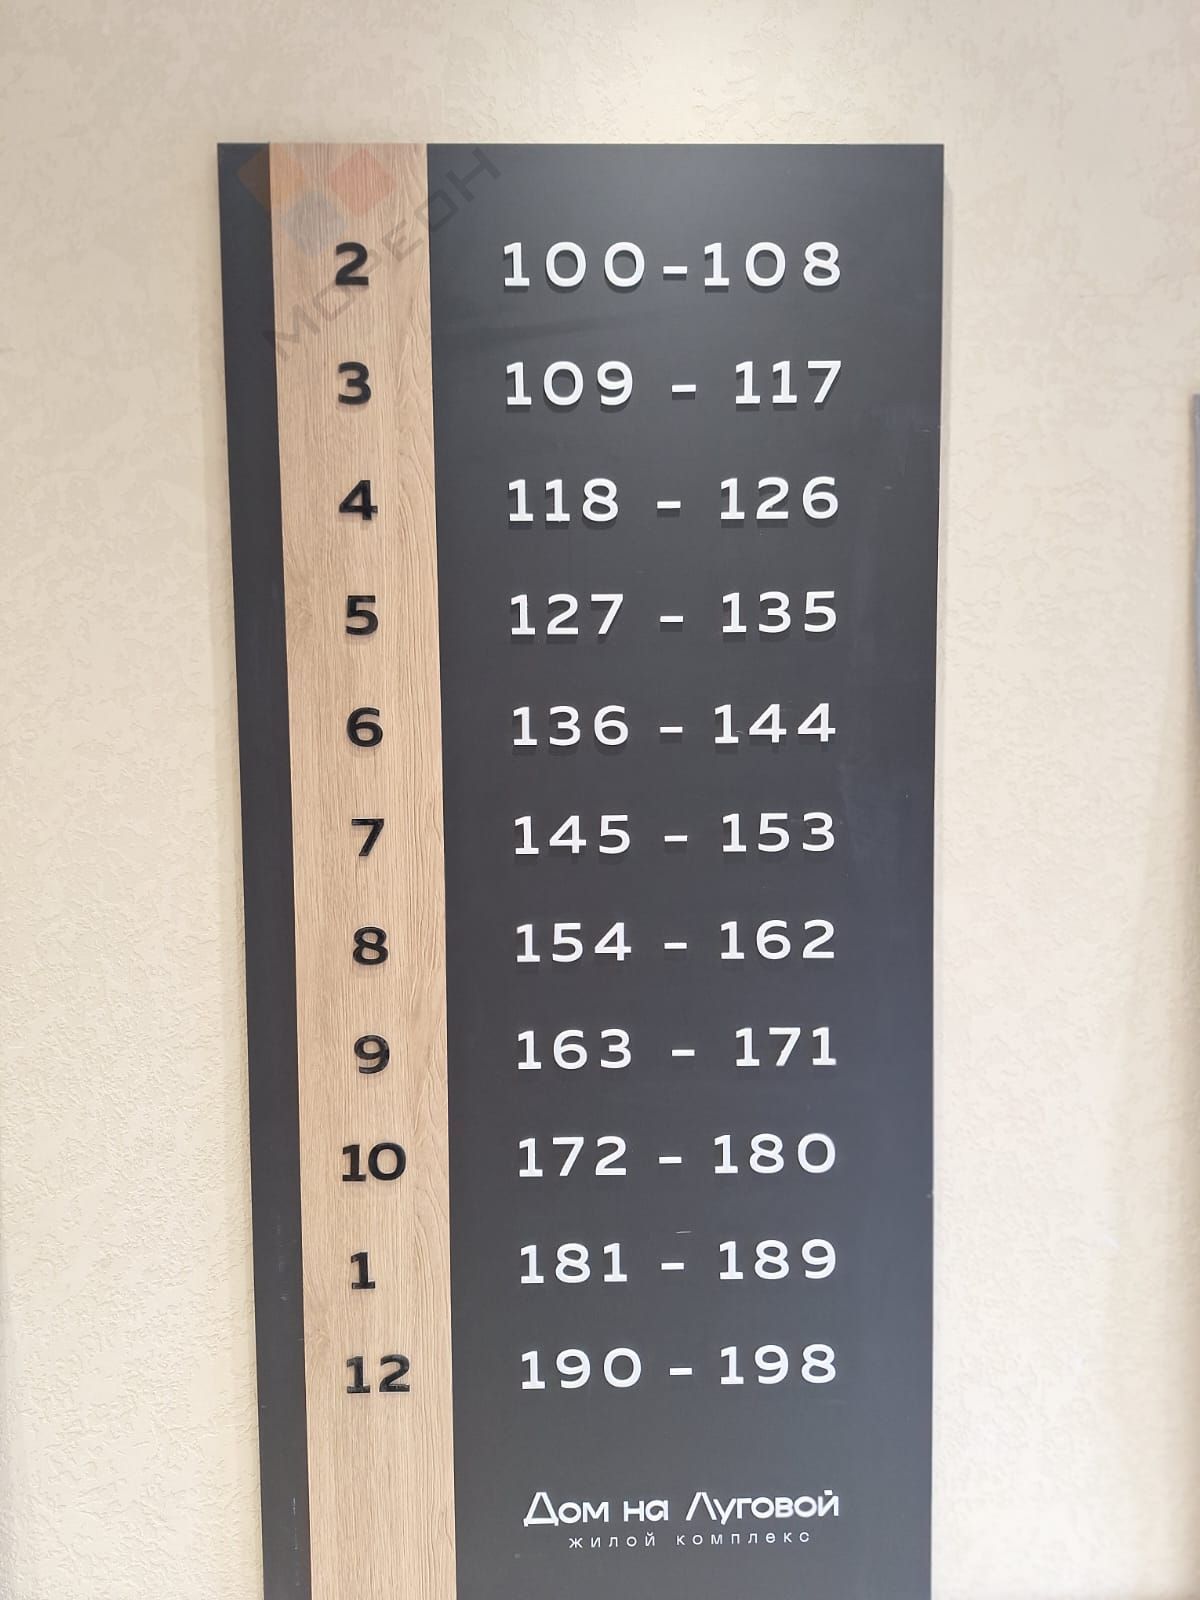 2 100-108
3 109 - 117
4 118 - 126
5 127 - 135
6 136 - 144
7 145 - 153
8 154 - 162
9 163 - 171
10 172 - 180
1 181 - 189
12 190 - 198
Дом на Луговой
жилой комплекс